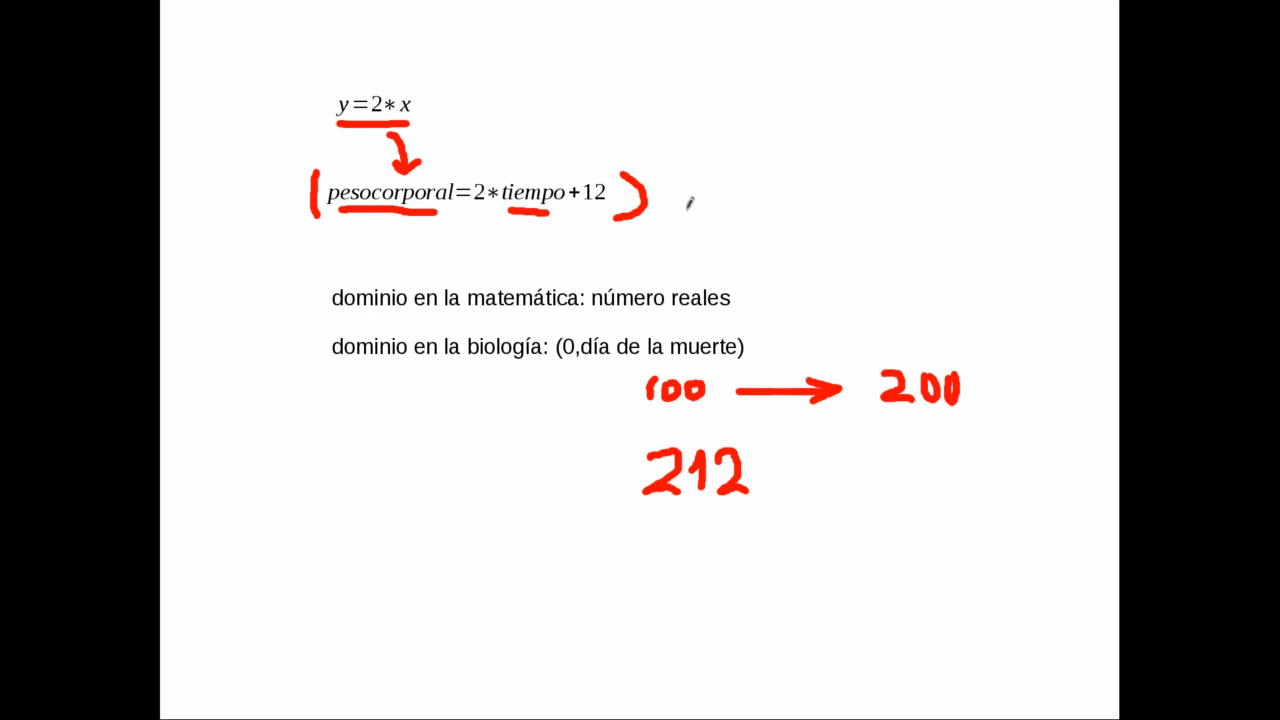 y=2*x
pesocorporal=2*tiempo+12
dominio en la matemática: número reales
dominio en la biología: (0,día de la muerte)
100 → 200
212